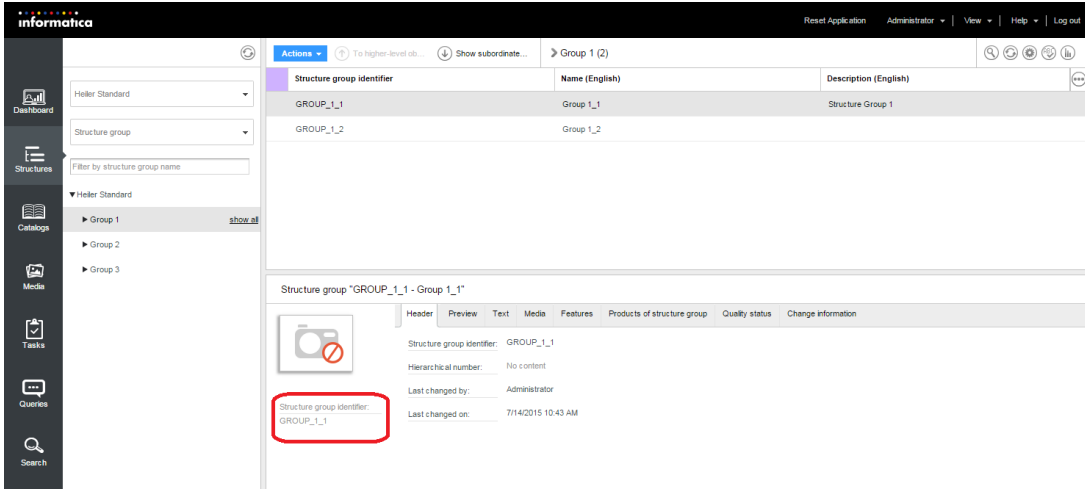 informatica
Reset Application Administrator View Help Log out
Actions To higher-level ob... Show subordinate... Group 1 (2)
Structure group identifier Name (English) Description (English)
GROUP_1_1 Group 1_1 Structure Group 1
GROUP_1_2 Group 1_2
Dashboard
Structures
Catalogs
Media
Tasks
Queries
Search
Heiler Standard
Structure group
Filter by structure group name
Heiler Standard
Group 1 show all
Group 2
Group 3
Structure group "GROUP_1_1 - Group 1_1"
Header Preview Text Media Features Products of structure group Quality status Change information
Structure group identifier: GROUP_1_1
Hierarchical number: No content
Last changed by: Administrator
Last changed on: 7/14/2015 10:43 AM
Structure group identifier:
GROUP_1_1